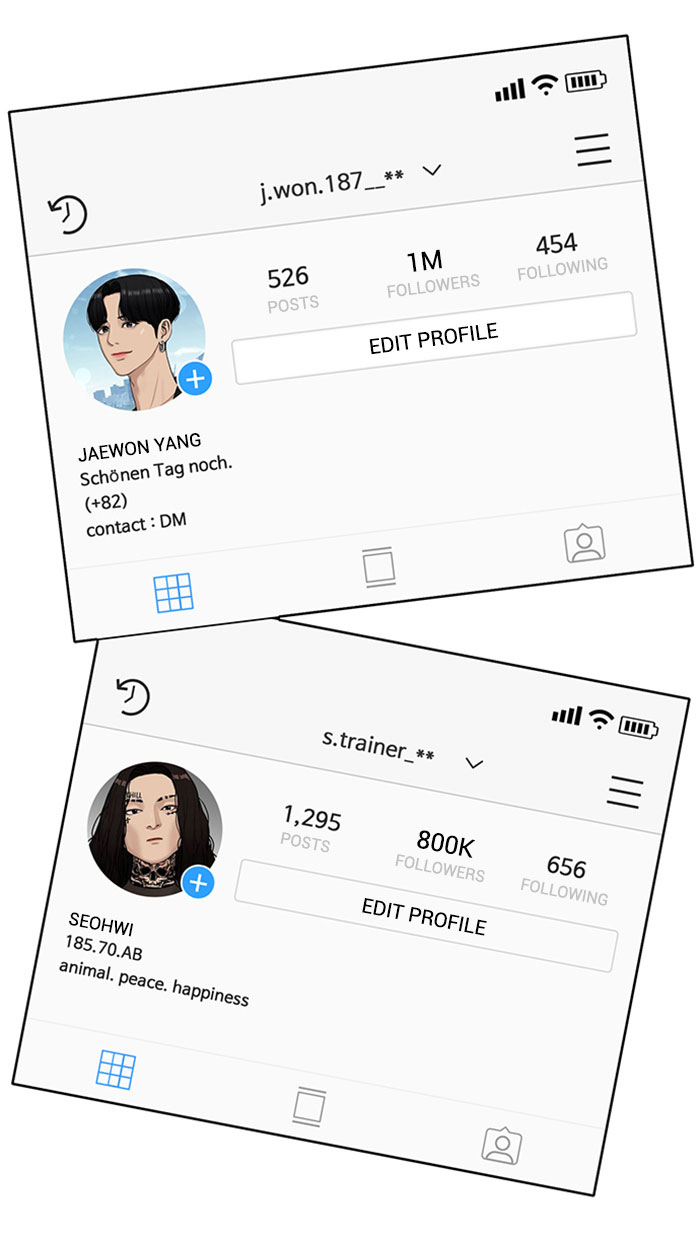 j.won.187__**
526
POSTS
1M
FOLLOWERS
454
FOLLOWING
EDIT PROFILE
JAEWON YANG
Schönen Tag noch.
(+82)
contact : DM
s.trainer_**
1,295
POSTS
800K
FOLLOWERS
656
FOLLOWING
EDIT PROFILE
SEOHWI
185.70.AB
animal. peace. happiness